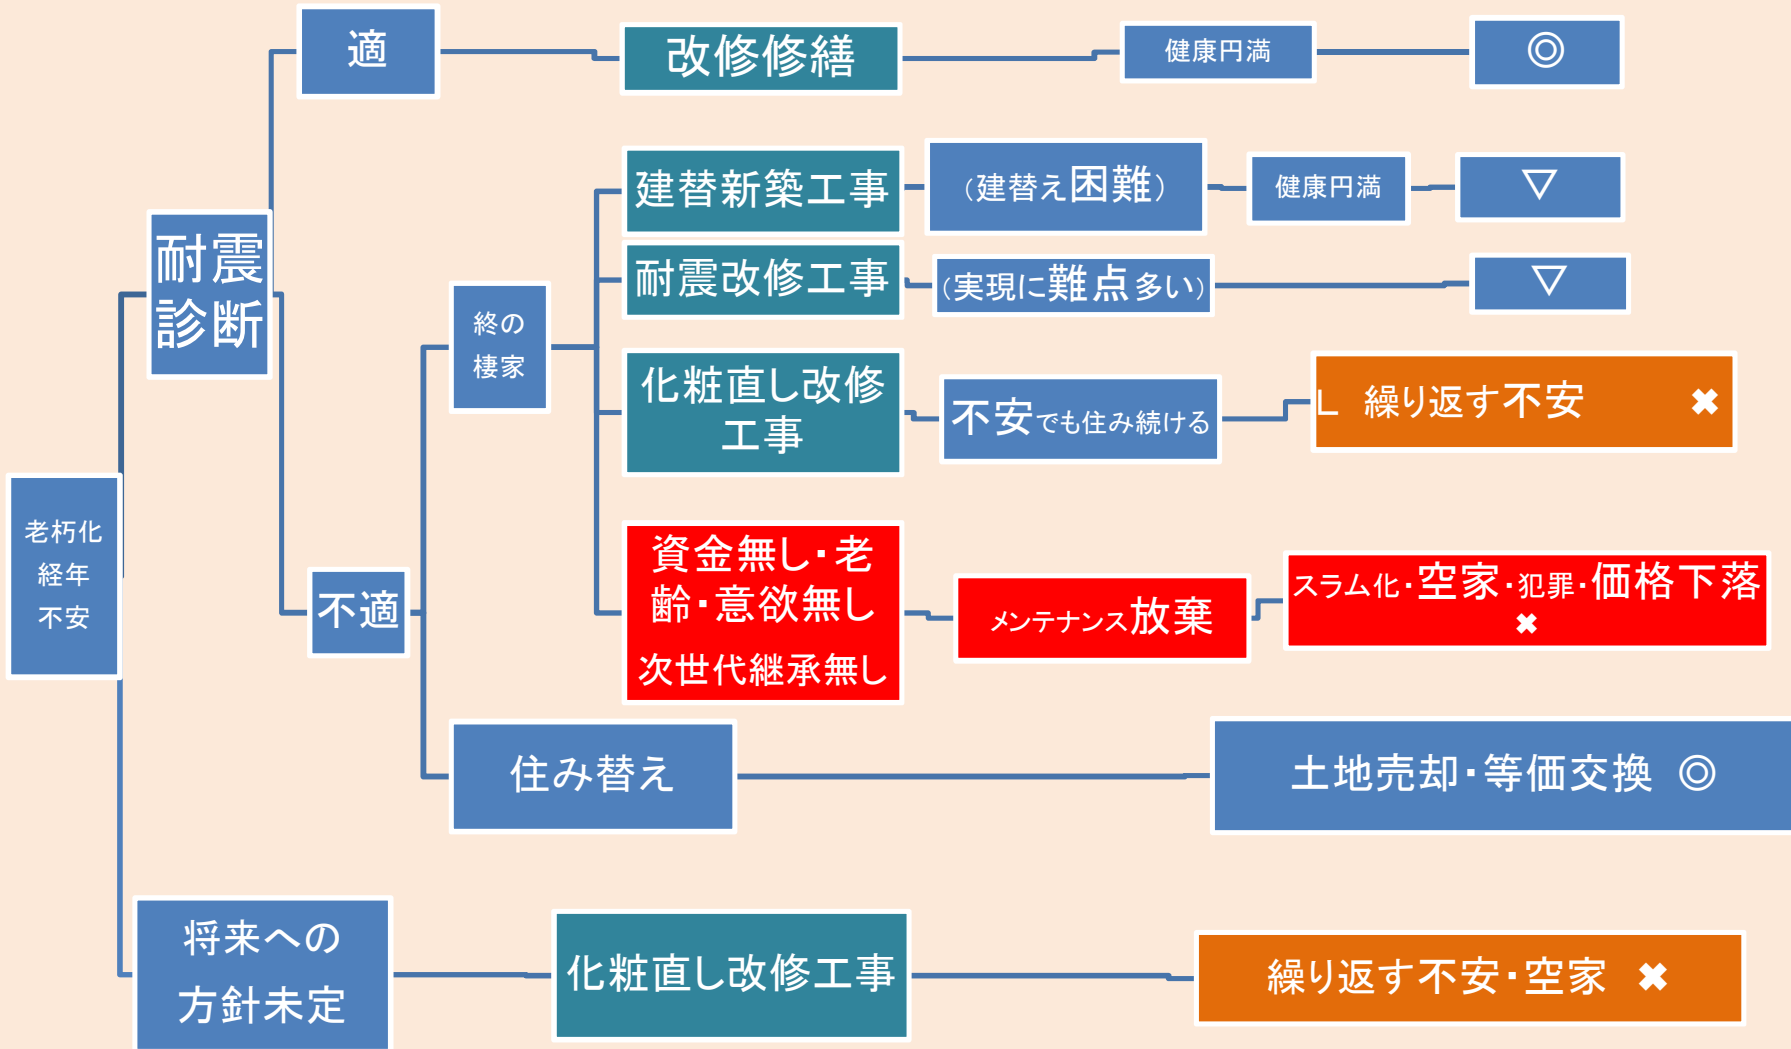 適
改修修繕
健康円満
◎
建替新築工事
（建替え困難）
健康円満
▽
耐震
診断
耐震改修工事
（実現に難点多い）
▽
終の
棲家
化粧直し改修
工事
不安でも住み続ける
L 繰り返す不安 ✖
老朽化
経年
不安
不適
資金無し・老
齢・意欲無し
次世代継承無し
メンテナンス放棄
スラム化・空家・犯罪・価格下落
✖
住み替え
土地売却・等価交換 ◎
将来への
方針未定
化粧直し改修工事
繰り返す不安・空家 ✖